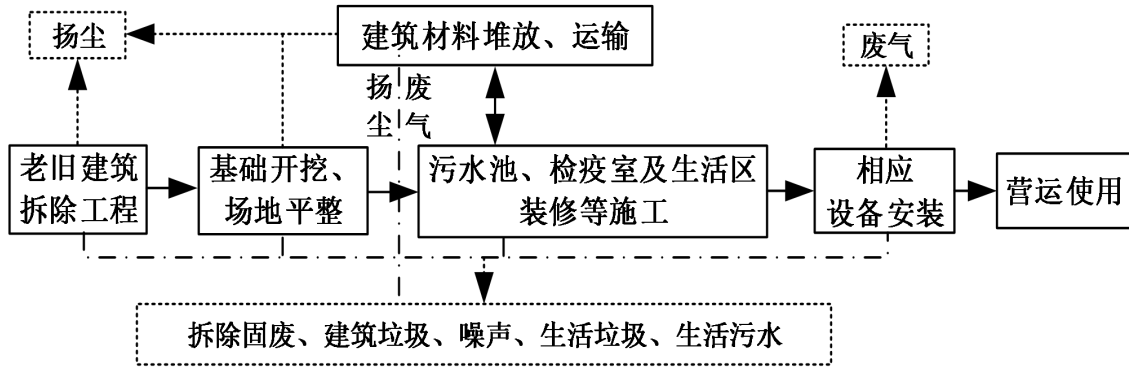 扬尘
建筑材料堆放、运输
废气
扬尘
废气
老旧建筑
拆除工程
基础开挖、
场地平整
污水池、检疫室及生活区
装修等施工
相应
设备安装
营运使用
拆除固废、建筑垃圾、噪声、生活垃圾、生活污水